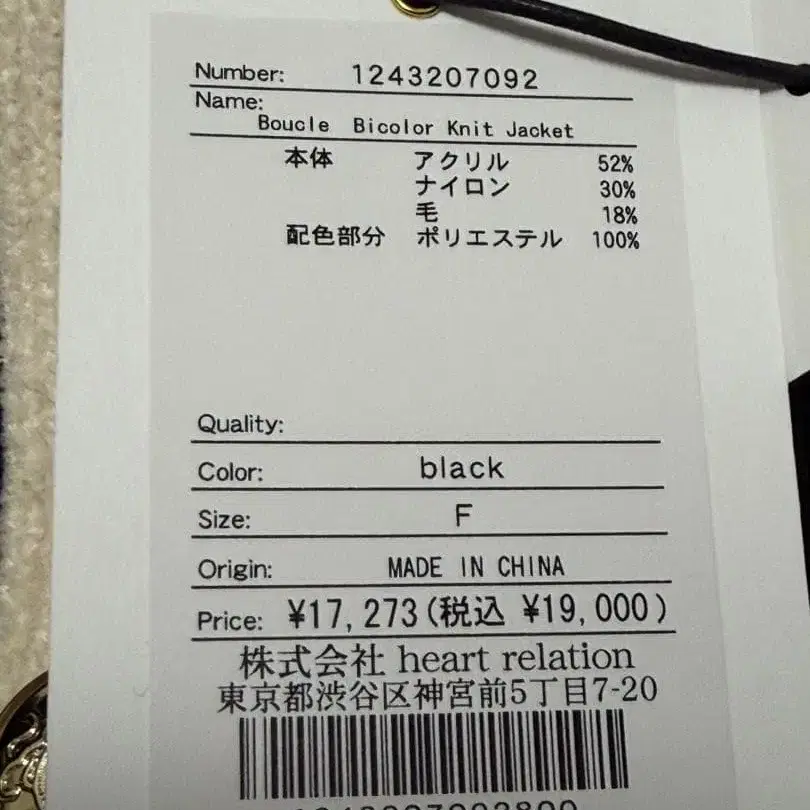 Number: 1243207092
Name:
Boucle Bicolor Knit Jacket
本体 アクリル 52%
ナイロン 30%
毛 18%
配色部分 ポリエステル 100%
Quality:
Color: black
Size: F
Origin: MADE IN CHINA
Price: ¥17,273(税込 ¥19,000)
株式会社 heart relation
東京都渋谷区神宮前5丁目7-20